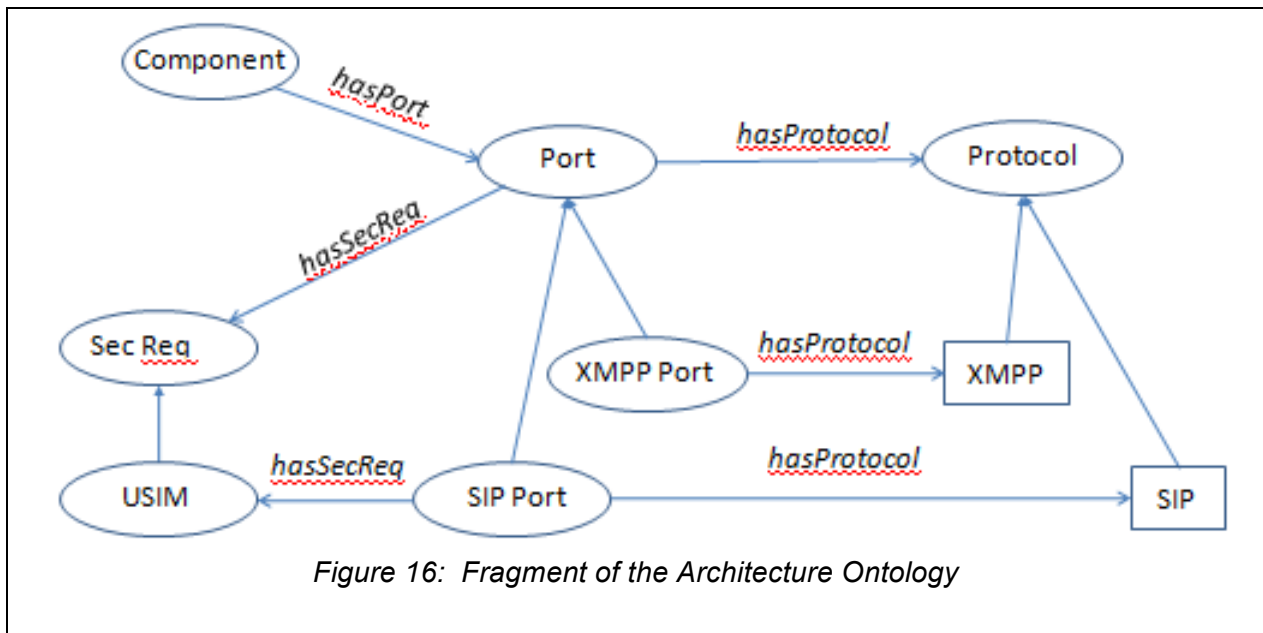 Component
hasPort
Port
hasProtocol
Protocol
hasSecReq
Sec Req
XMPP Port
hasProtocol
XMPP
USIM
hasSecReq
SIP Port
hasProtocol
SIP
Figure 16: Fragment of the Architecture Ontology